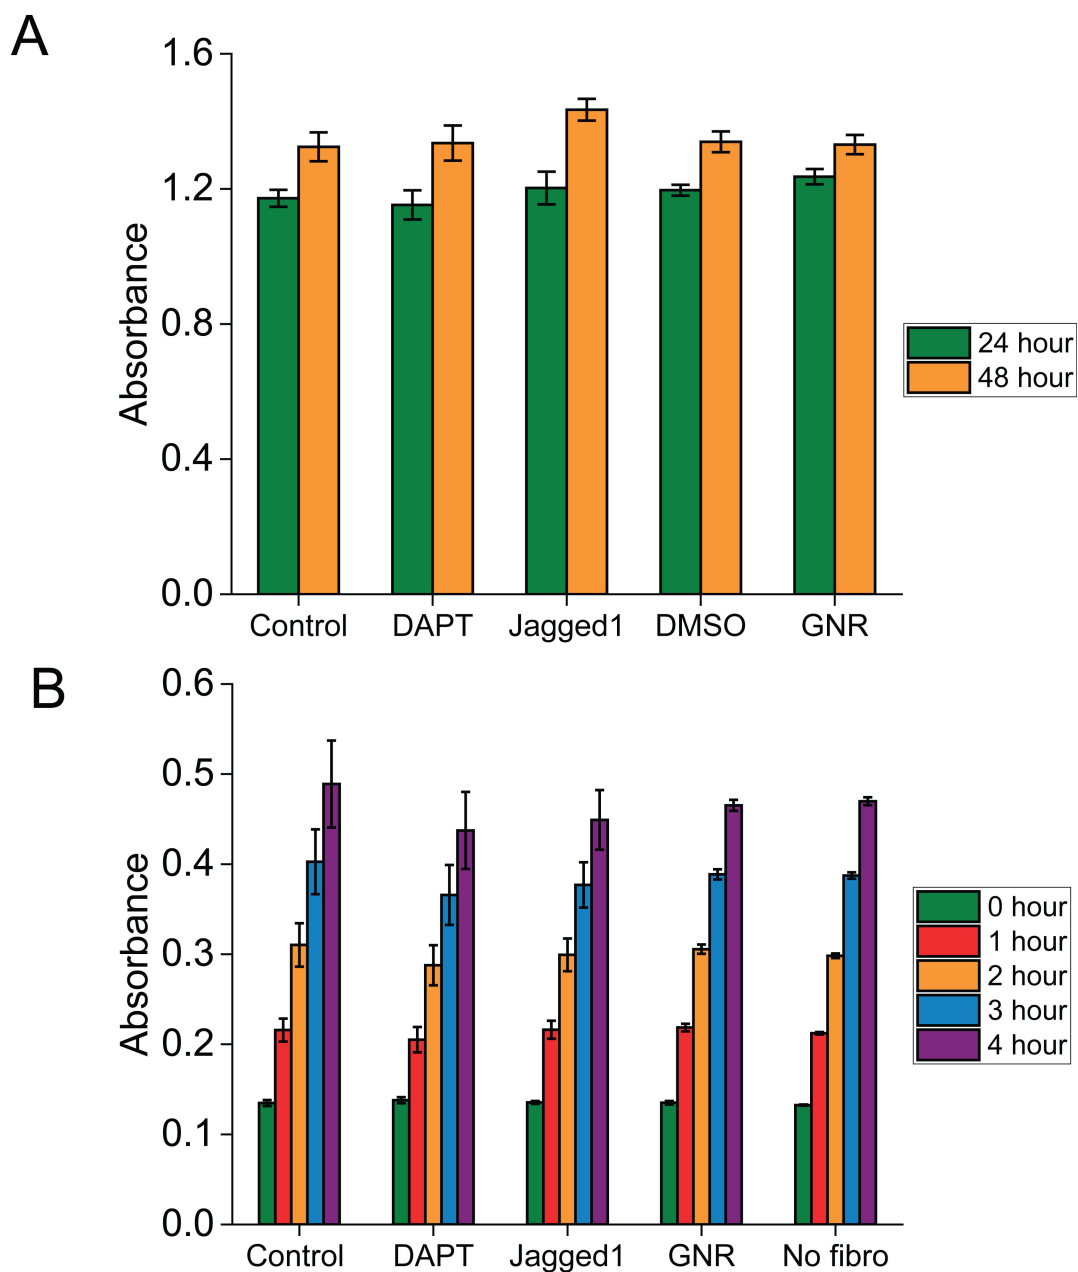 A
1.6
1.2
0.8
0.4
0.0
Absorbance
Control DAPT Jagged1 DMSO GNR
24 hour
48 hour
B
0.6
0.5
0.4
0.3
0.2
0.1
0.0
Absorbance
Control DAPT Jagged1 GNR No fibro
0 hour
1 hour
2 hour
3 hour
4 hour